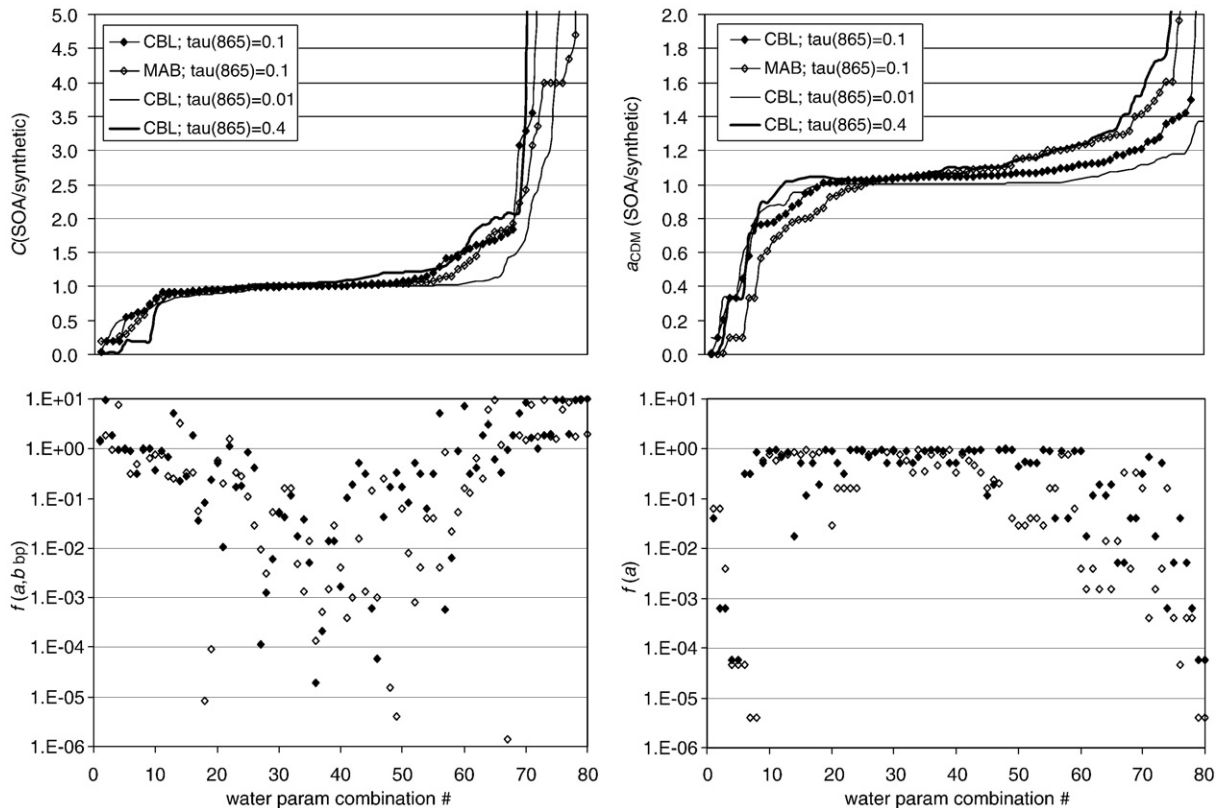 5.0
4.5
4.0
3.5
3.0
2.5
2.0
1.5
1.0
0.5
0.0
C(SOA/synthetic)
CBL; tau(865)=0.1
MAB; tau(865)=0.1
CBL; tau(865)=0.01
CBL; tau(865)=0.4
2.0
1.8
1.6
1.4
1.2
1.0
0.8
0.6
0.4
0.2
0.0
aCDM (SOA/synthetic)
CBL; tau(865)=0.1
MAB; tau(865)=0.1
CBL; tau(865)=0.01
CBL; tau(865)=0.4
1.E+01
1.E+00
1.E-01
1.E-02
1.E-03
1.E-04
1.E-05
1.E-06
f (a,b bp)
0 10 20 30 40 50 60 70 80
water param combination #
1.E+01
1.E+00
1.E-01
1.E-02
1.E-03
1.E-04
1.E-05
1.E-06
f (a)
0 10 20 30 40 50 60 70 80
water param combination #